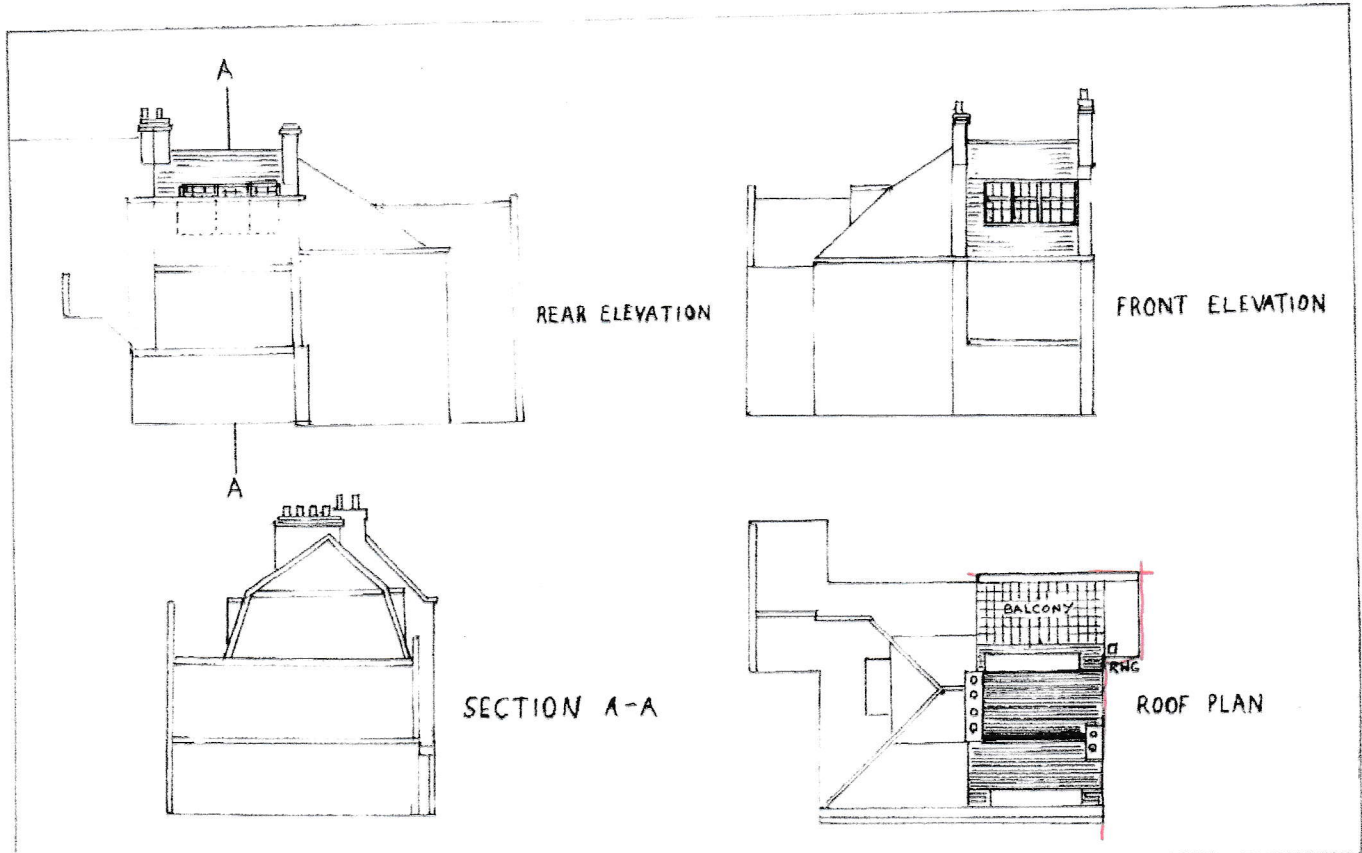 A
REAR ELEVATION
FRONT ELEVATION
A
SECTION A-A
BALCONY
RWG
ROOF PLAN